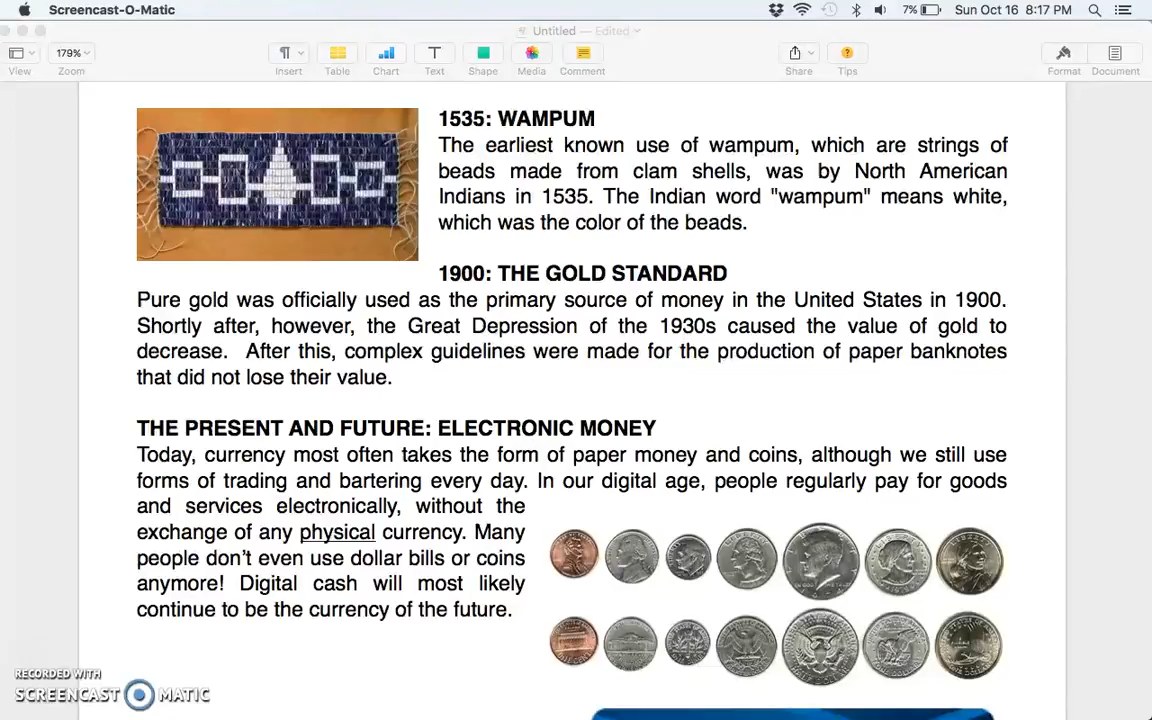 Screencast-O-Matic
7%
Sun Oct 16 8:17 PM
Untitled — Edited
179%
View
Zoom
Insert
Table
Chart
Text
Shape
Media
Comment
Share
Tips
Format
Document
1535: WAMPUM
The earliest known use of wampum, which are strings of
beads made from clam shells, was by North American
Indians in 1535. The Indian word "wampum" means white,
which was the color of the beads.
1900: THE GOLD STANDARD
Pure gold was officially used as the primary source of money in the United States in 1900.
Shortly after, however, the Great Depression of the 1930s caused the value of gold to
decrease. After this, complex guidelines were made for the production of paper banknotes
that did not lose their value.
THE PRESENT AND FUTURE: ELECTRONIC MONEY
Today, currency most often takes the form of paper money and coins, although we still use
forms of trading and bartering every day. In our digital age, people regularly pay for goods
and services electronically, without the
exchange of any physical currency. Many
people don’t even use dollar bills or coins
anymore! Digital cash will most likely
continue to be the currency of the future.
RECORDED WITH
SCREENCAST MATIC